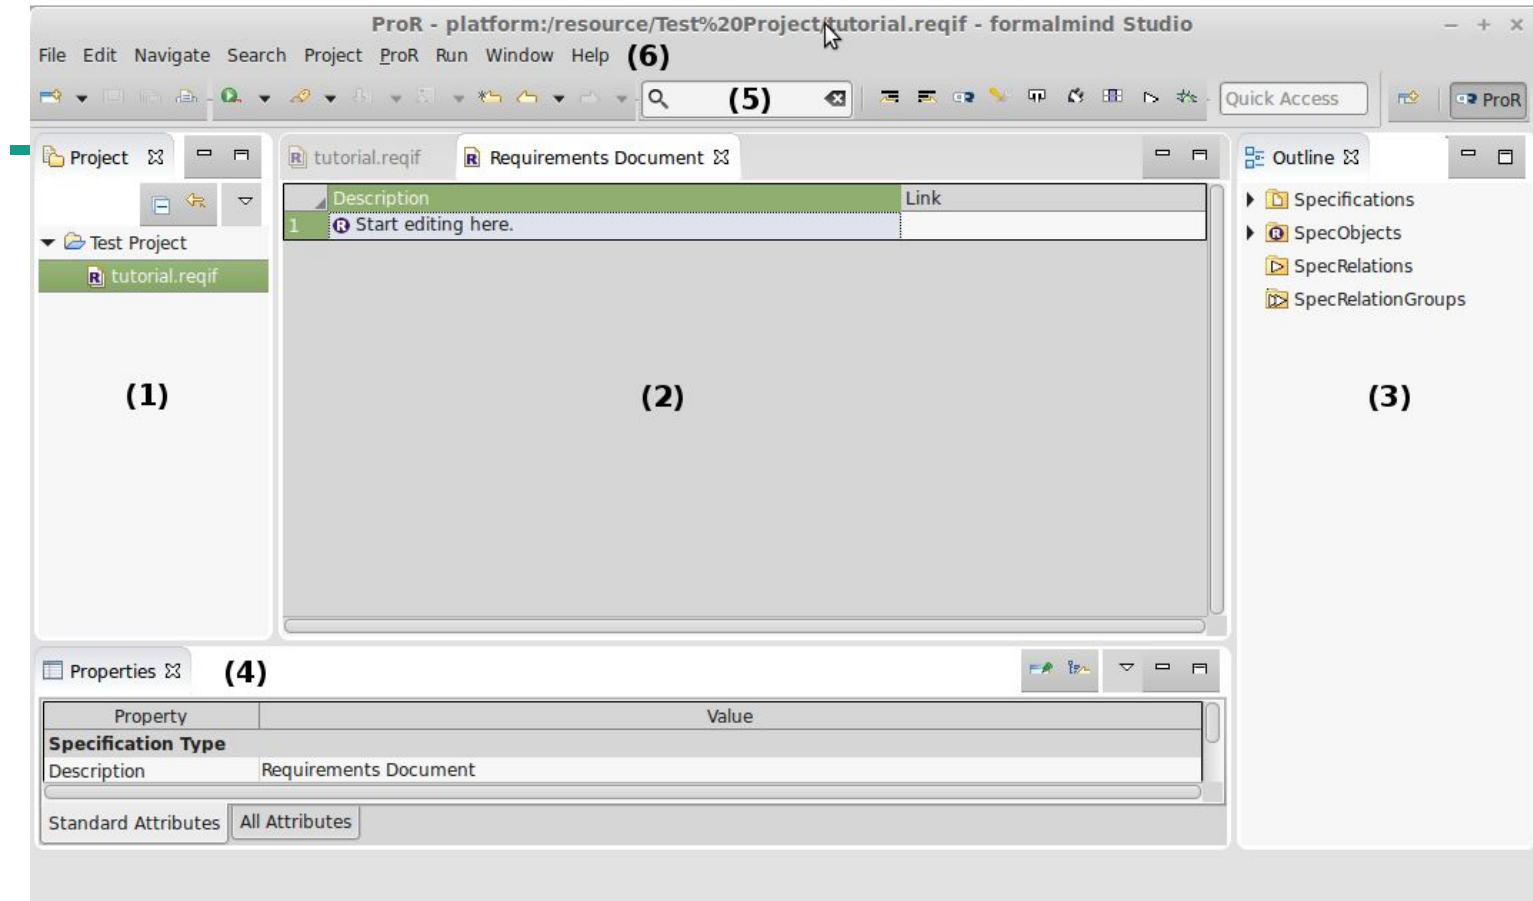 ProR - platform:/resource/Test%20Project/tutorial.reqif - formalmind Studio
File Edit Navigate Search Project ProR Run Window Help (6)
(5) Quick Access ProR
Project
tutorial.reqif Requirements Document
Outline
Description Link
1 Start editing here.
Test Project
tutorial.reqif
Specifications
SpecObjects
SpecRelations
SpecRelationGroups
(1) (2) (3)
Properties (4)
Property Value
Specification Type
Description Requirements Document
Standard Attributes All Attributes